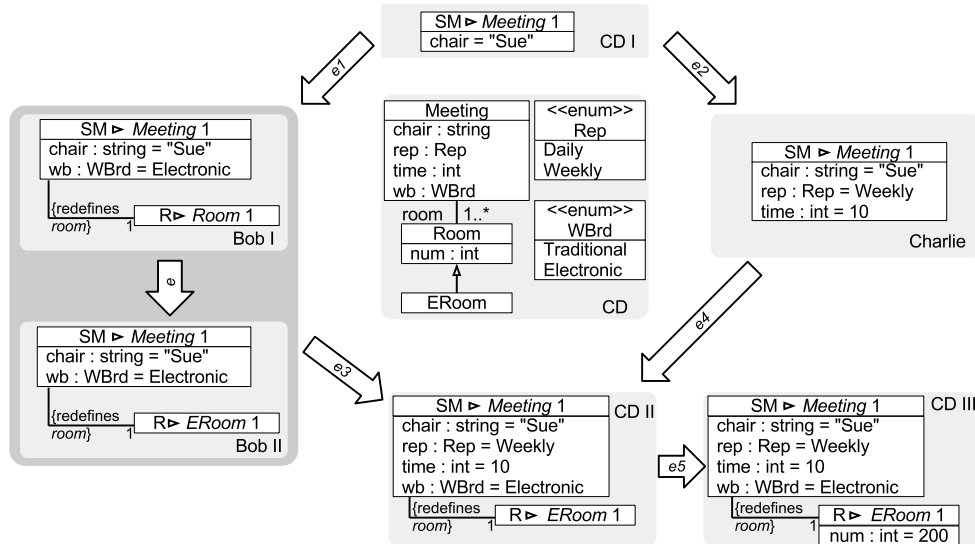 SM ▻ Meeting 1
chair = "Sue"
CD I
e1
e2
SM ▻ Meeting 1
chair : string = "Sue"
wb : WBrd = Electronic
{redefines
room}
1
R▻ Room 1
Bob I
e
SM ▻ Meeting 1
chair : string = "Sue"
wb : WBrd = Electronic
{redefines
room}
1
R▻ ERoom 1
Bob II
Meeting
chair : string
rep : Rep
time : int
wb : WBrd
room
1..*
Room
num : int
ERoom
<<enum>>
Rep
Daily
Weekly
<<enum>>
WBrd
Traditional
Electronic
CD
SM ▻ Meeting 1
chair : string = "Sue"
rep : Rep = Weekly
time : int = 10
Charlie
e3
e4
SM ▻ Meeting 1
CD II
chair : string = "Sue"
rep : Rep = Weekly
time : int = 10
wb : WBrd = Electronic
{redefines
room}
1
R▻ ERoom 1
e5
SM ▻ Meeting 1
CD III
chair : string = "Sue"
rep : Rep = Weekly
time : int = 10
wb : WBrd = Electronic
{redefines
room}
1
R▻ ERoom 1
num : int = 200